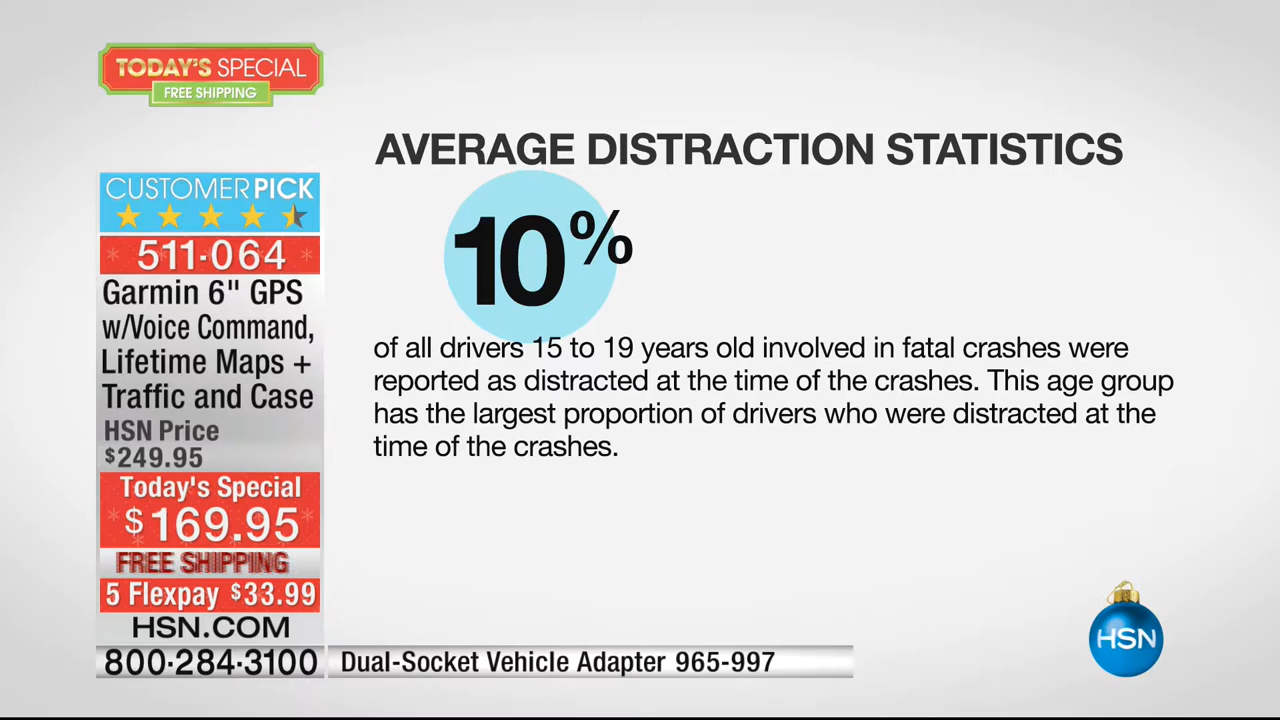 TODAY'S SPECIAL
FREE SHIPPING
AVERAGE DISTRACTION STATISTICS
10%
of all drivers 15 to 19 years old involved in fatal crashes were
reported as distracted at the time of the crashes. This age group
has the largest proportion of drivers who were distracted at the
time of the crashes.
CUSTOMER PICK
511-064
Garmin 6" GPS
w/Voice Command,
Lifetime Maps +
Traffic and Case
HSN Price
$249.95
Today's Special
$169.95
FREE SHIPPING
5 Flexpay $33.99
HSN.COM
800·284·3100
Dual-Socket Vehicle Adapter 965-997
HSN